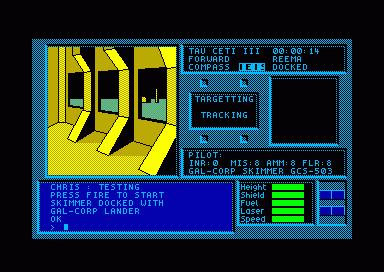 TAU CETI III 00:00:14
FORWARD REEMA
COMPASS DOCKED
TARGETTING
TRACKING
PILOT:
INR:0 MIS:8 AMM:8 FLR:8
GAL-CORP SKIMMER GCS-503
CHRIS : TESTING
PRESS FIRE TO START
SKIMMER DOCKED WITH
GAL-CORP LANDER
OK
>
Height
Shield
Fuel
Laser
Speed